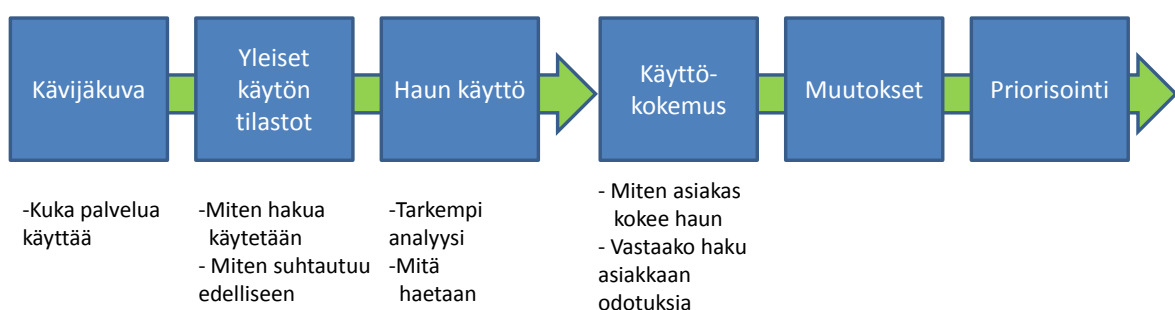 Kävijäkuva
Yleiset
käytön
tilastot
Haun käyttö
Käyttö-
kokemus
Muutokset
Priorisointi
-Kuka palvelua
käyttää
-Miten hakua
käytetään
- Miten suhtautuu
edelliseen
-Tarkempi
analyysi
-Mitä
haetaan
- Miten asiakas
kokee haun
- Vastaako haku
asiakkaan
odotuksia